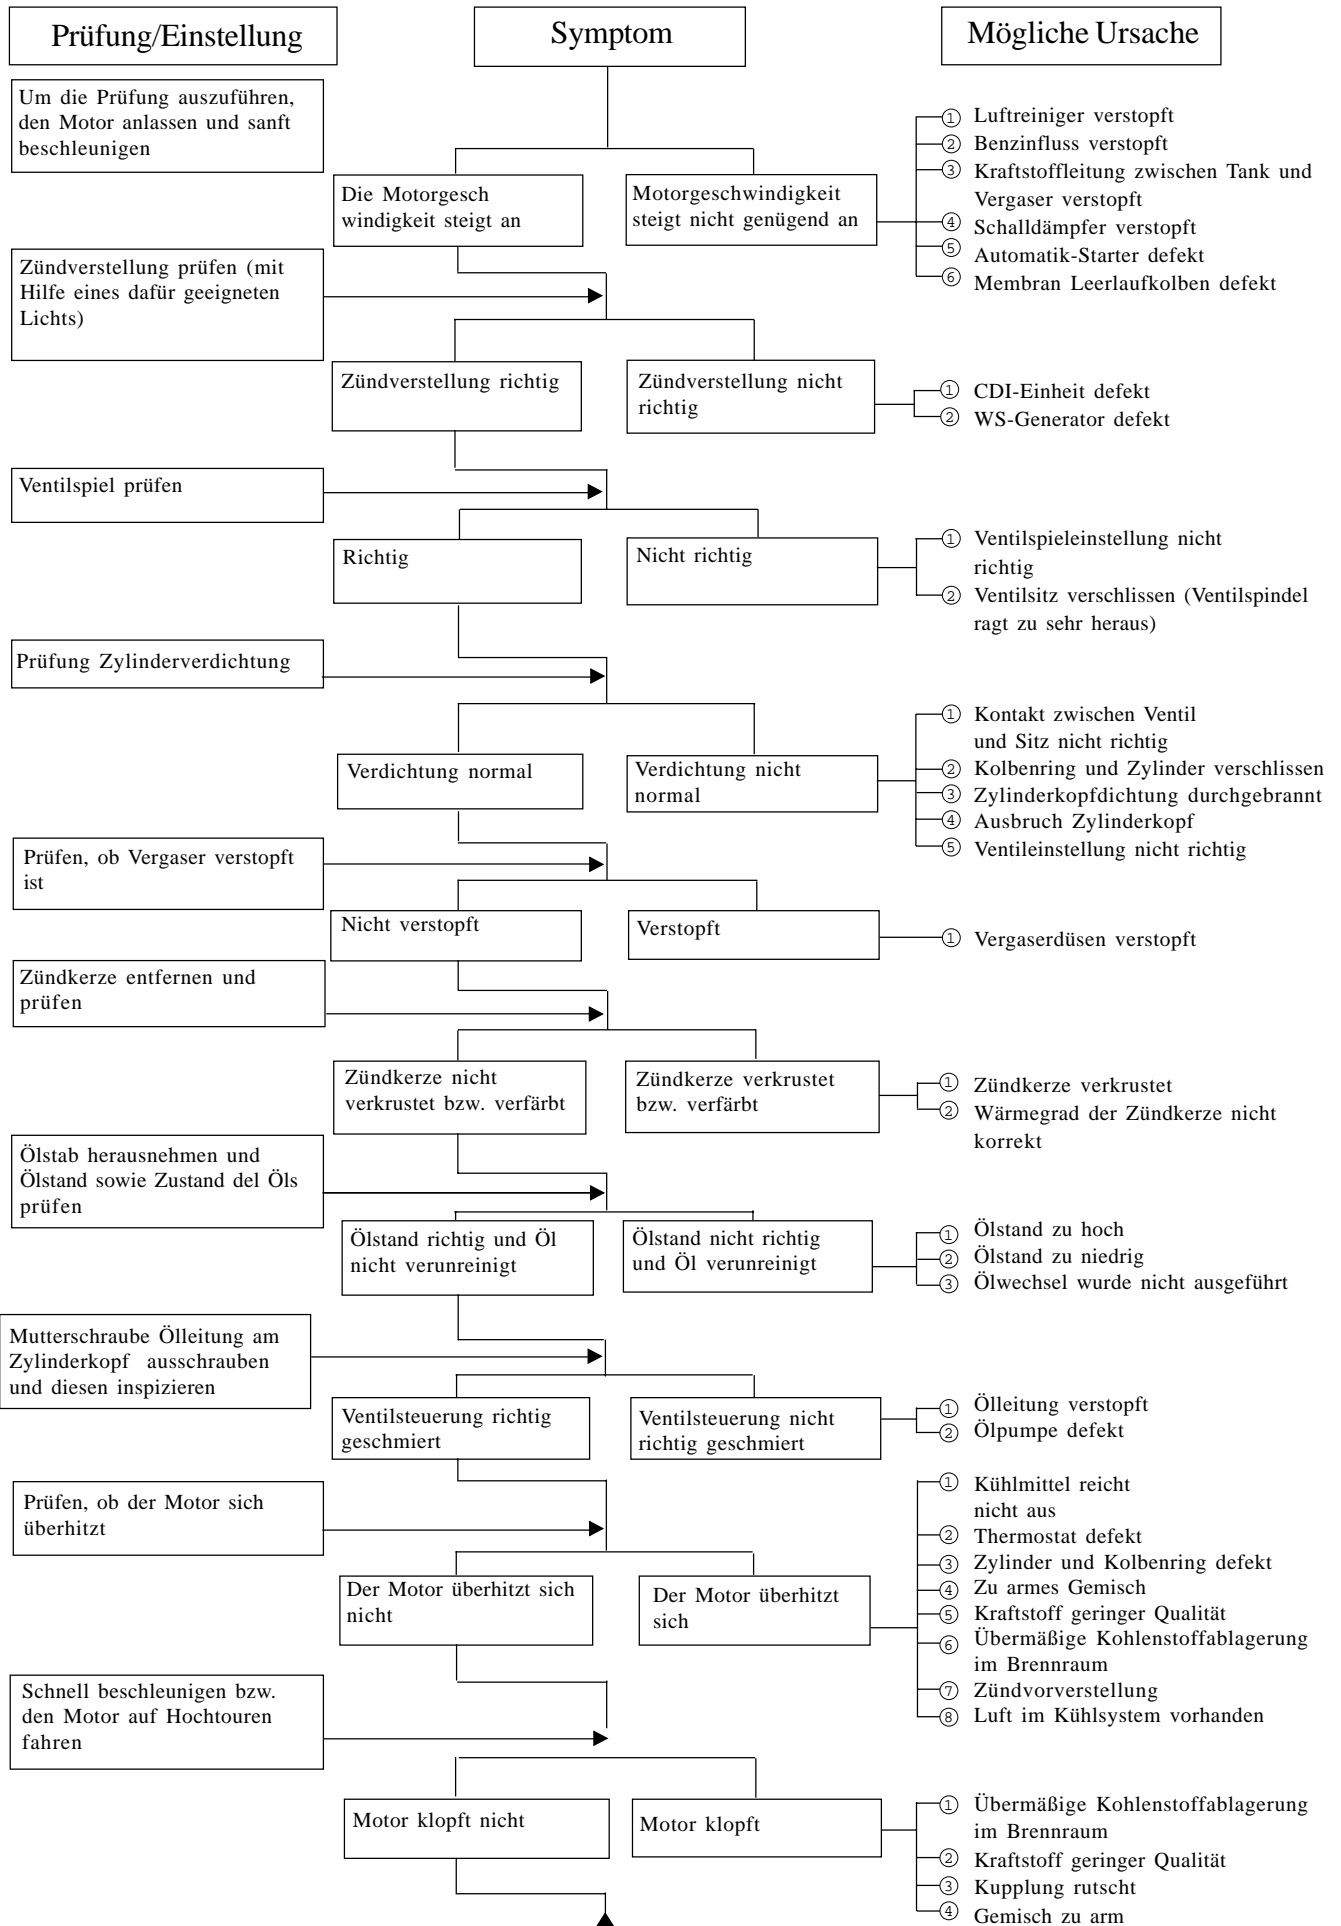 Prüfung/Einstellung
Symptom
Mögliche Ursache
Um die Prüfung auszuführen,
den Motor anlassen und sanft
beschleunigen
Die Motorgesch
windigkeit steigt an
Motorgeschwindigkeit
steigt nicht genügend an
① Luftreiniger verstopft
② Benzinfluss verstopft
③ Kraftstoffleitung zwischen Tank und
Vergaser verstopft
④ Schalldämpfer verstopft
⑤ Automatik-Starter defekt
⑥ Membran Leerlaufkolben defekt
Zündverstellung prüfen (mit
Hilfe eines dafür geeigneten
Lichts)
Zündverstellung richtig
Zündverstellung nicht
richtig
① CDI-Einheit defekt
② WS-Generator defekt
Ventilspiel prüfen
Richtig
Nicht richtig
① Ventilspieleinstellung nicht
richtig
② Ventilsitz verschlissen (Ventilspindel
ragt zu sehr heraus)
Prüfung Zylinderverdichtung
Verdichtung normal
Verdichtung nicht
normal
① Kontakt zwischen Ventil
und Sitz nicht richtig
② Kolbenring und Zylinder verschlissen
③ Zylinderkopfdichtung durchgebrannt
④ Ausbruch Zylinderkopf
⑤ Ventileinstellung nicht richtig
Prüfen, ob Vergaser verstopft
ist
Nicht verstopft
Verstopft
① Vergaserdüsen verstopft
Zündkerze entfernen und
prüfen
Zündkerze nicht
verkrustet bzw. verfärbt
Zündkerze verkrustet
bzw. verfärbt
① Zündkerze verkrustet
② Wärmegrad der Zündkerze nicht
korrekt
Ölstab herausnehmen und
Ölstand sowie Zustand del Öls
prüfen
Ölstand richtig und Öl
nicht verunreinigt
Ölstand nicht richtig
und Öl verunreinigt
① Ölstand zu hoch
② Ölstand zu niedrig
③ Ölwechsel wurde nicht ausgeführt
Mutterschraube Ölleitung am
Zylinderkopf ausschrauben
und diesen inspizieren
Ventilsteuerung richtig
geschmiert
Ventilsteuerung nicht
richtig geschmiert
① Ölleitung verstopft
② Ölpumpe defekt
Prüfen, ob der Motor sich
überhitzt
Der Motor überhitzt sich
nicht
Der Motor überhitzt
sich
① Kühlmittel reicht
nicht aus
② Thermostat defekt
③ Zylinder und Kolbenring defekt
④ Zu armes Gemisch
⑤ Kraftstoff geringer Qualität
⑥ Übermäßige Kohlenstoffablagerung
im Brennraum
⑦ Zündvorverstellung
⑧ Luft im Kühlsystem vorhanden
Schnell beschleunigen bzw.
den Motor auf Hochtouren
fahren
Motor klopft nicht
Motor klopft
① Übermäßige Kohlenstoffablagerung
im Brennraum
② Kraftstoff geringer Qualität
③ Kupplung rutscht
④ Gemisch zu arm